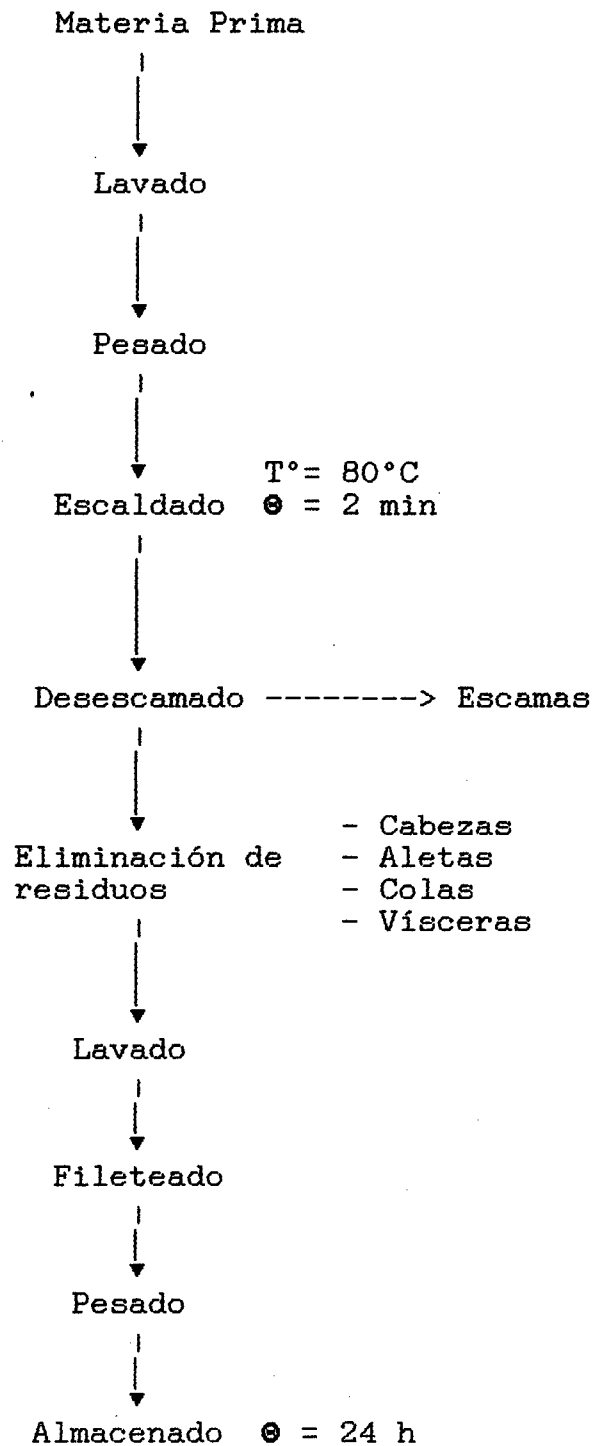 Materia Prima
Lavado
Pesado
T°= 80°C
Escaldado Θ = 2 min
Desescamado --------> Escamas
- Cabezas
Eliminación de - Aletas
residuos - Colas
- Vísceras
Lavado
Fileteado
Pesado
Almacenado Θ = 24 h